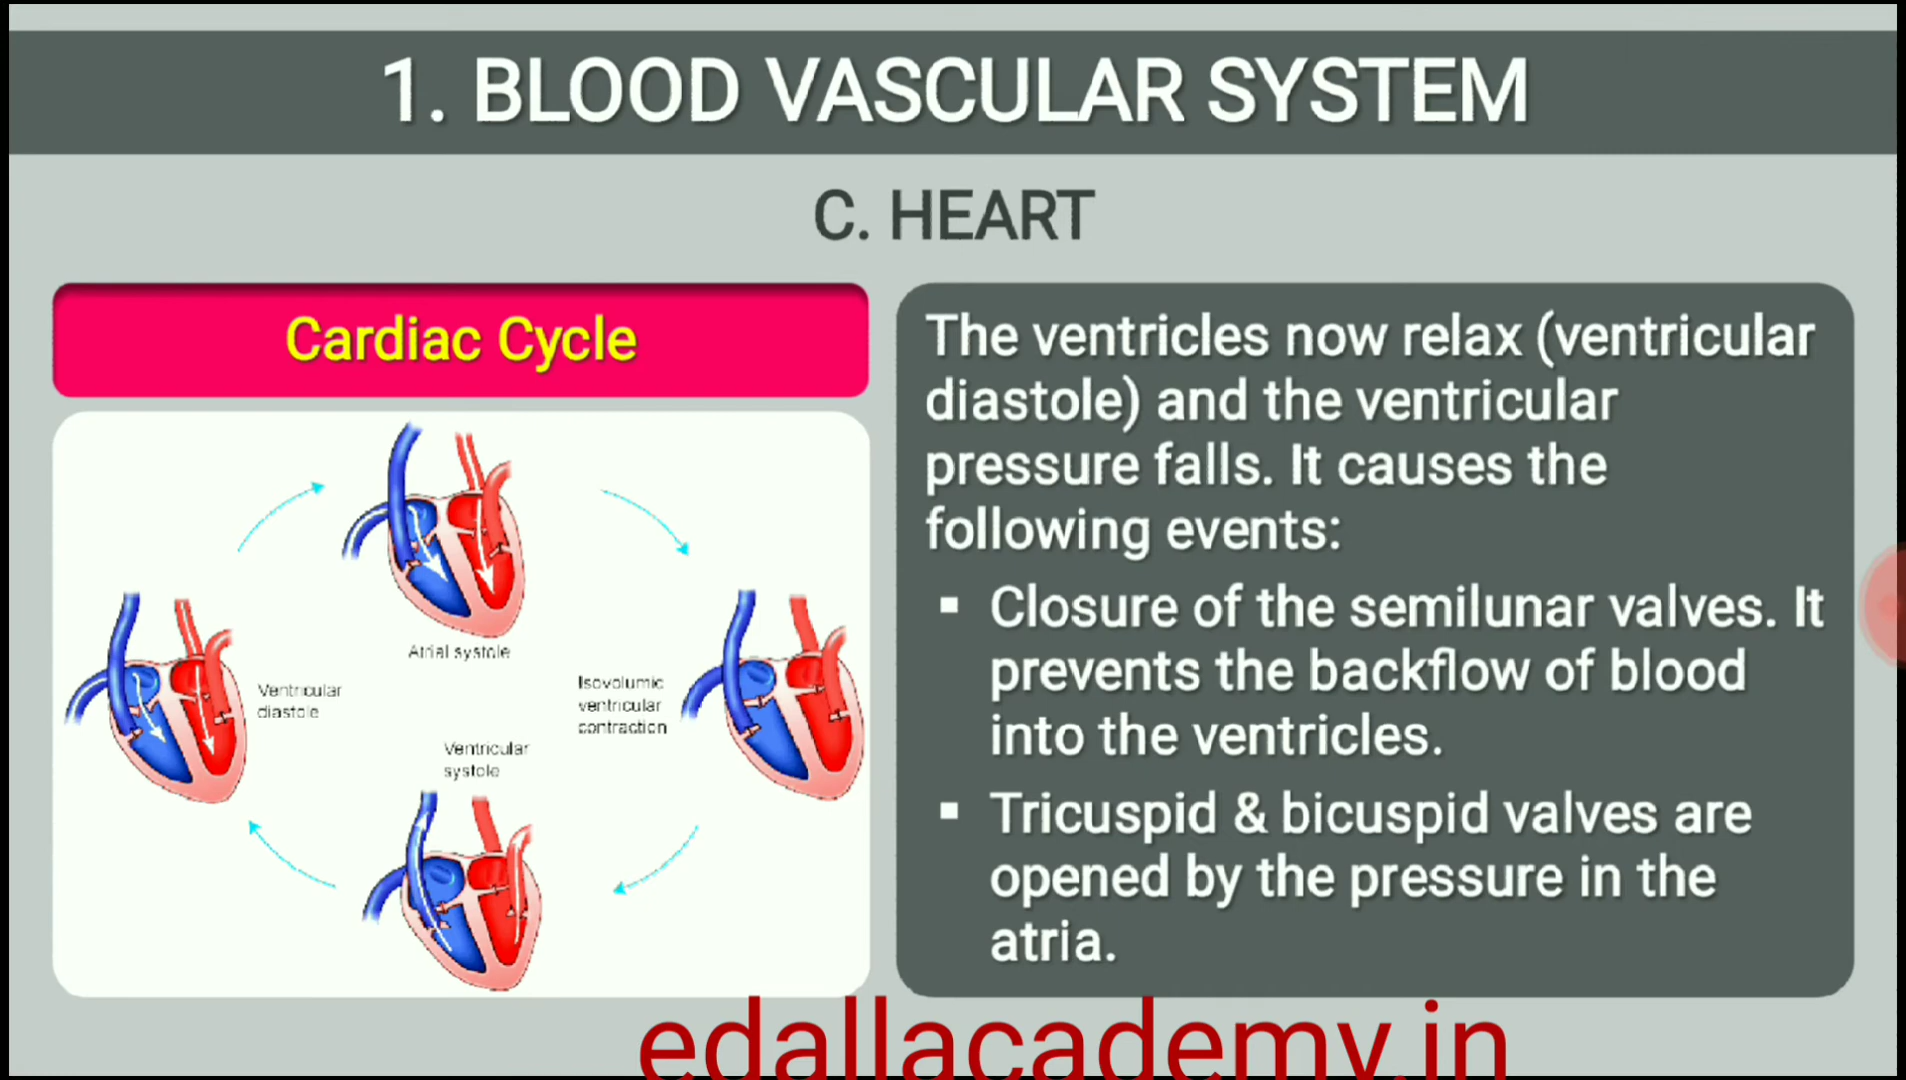 1. BLOOD VASCULAR SYSTEM
C. HEART
Cardiac Cycle
Atrial systole
Ventricular
diastole
Isovolumic
ventricular
contraction
Ventricular
systole
The ventricles now relax (ventricular
diastole) and the ventricular
pressure falls. It causes the
following events:
▪ Closure of the semilunar valves. It
prevents the backflow of blood
into the ventricles.
▪ Tricuspid & bicuspid valves are
opened by the pressure in the
atria.
edallacademy.in